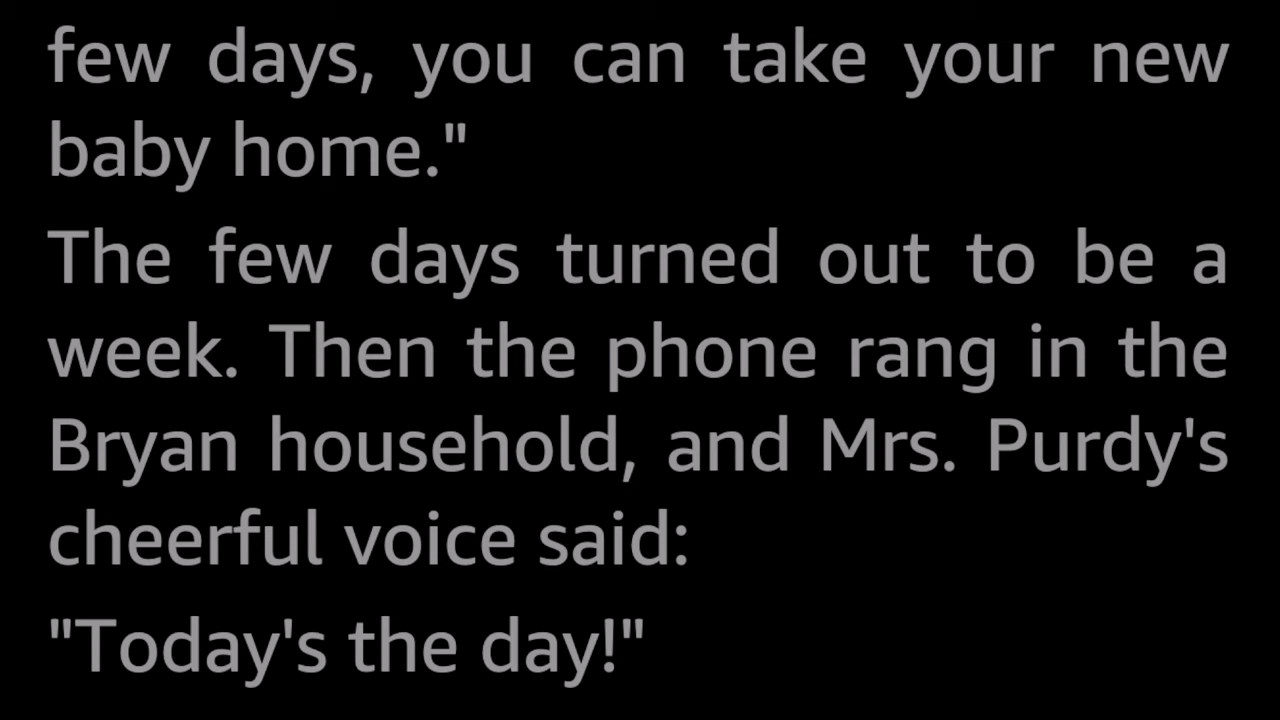 few days, you can take your new
baby home."
The few days turned out to be a
week. Then the phone rang in the
Bryan household, and Mrs. Purdy's
cheerful voice said:
"Today's the day!"